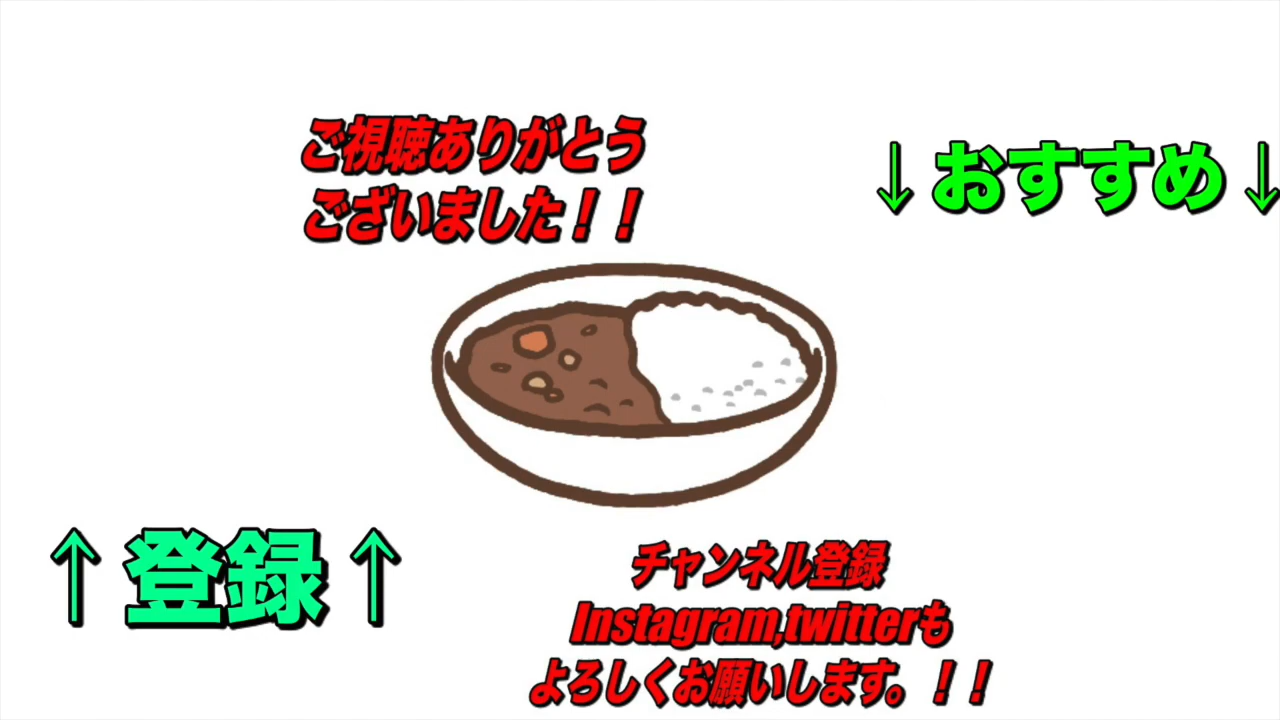 ご視聴ありがとう
ございました！！
↓おすすめ↓
↑登録↑
チャンネル登録
Instagram,twitterも
よろしくお願いします。！！